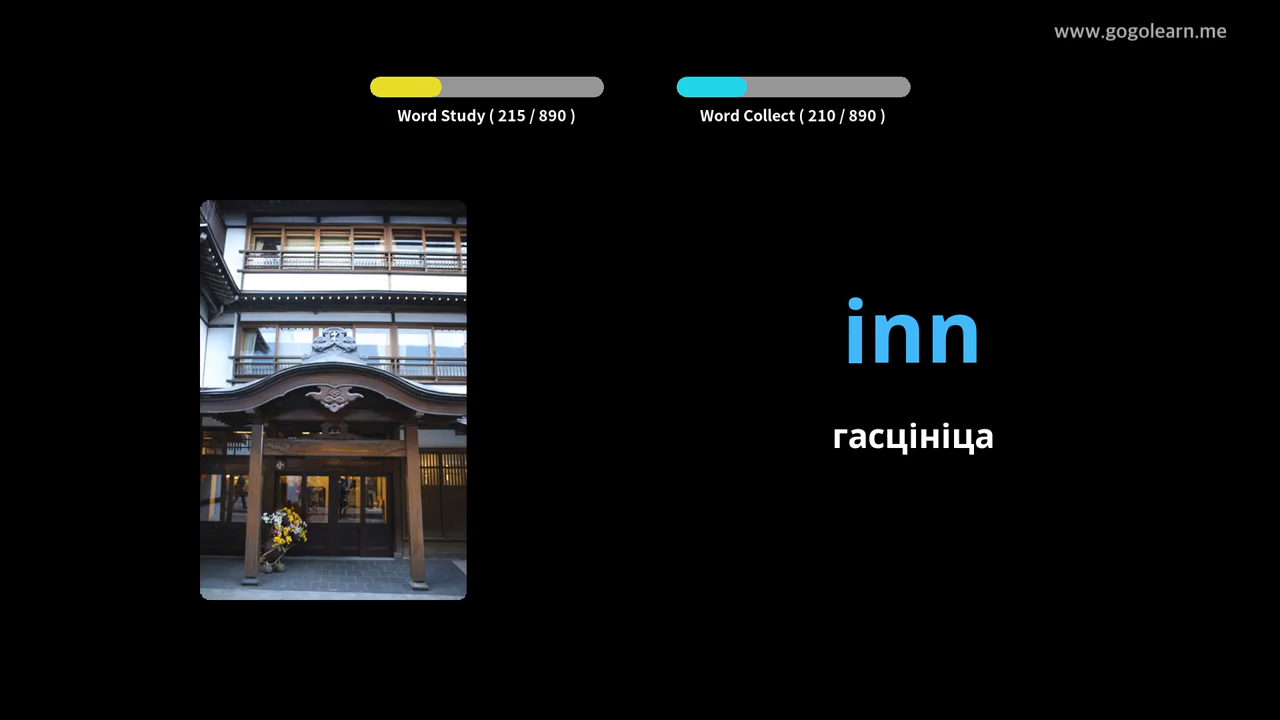 www.gogolearn.me
Word Study ( 215 / 890 )
Word Collect ( 210 / 890 )
inn
гасцініца